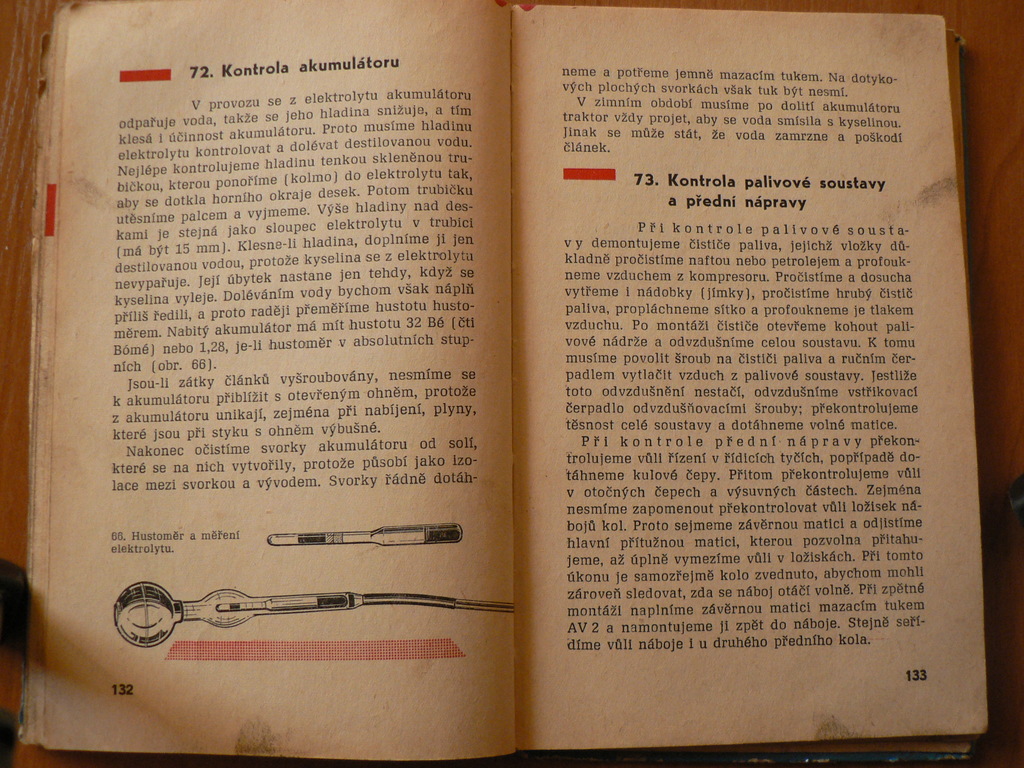 72. Kontrola akumulátoru
V provozu se z elektrolytu akumulátoru
odpařuje voda, takže se jeho hladina snižuje, a tím
klesá i účinnost akumulátoru. Proto musíme hladinu
elektrolytu kontrolovat a dolévat destilovanou vodu.
Nejlépe kontrolujeme hladinu tenkou skleněnou tru-
bičkou, kterou ponoříme (kolmo) do elektrolytu tak,
aby se dotkla horního okraje desek. Potom trubičku
utěsníme palcem a vyjmeme. Výše hladiny nad des-
kami je stejná jako sloupec elektrolytu v trubici
(má být 15 mm). Klesne-li hladina, doplníme ji jen
destilovanou vodou, protože kyselina se z elektrolytu
nevypařuje. Její úbytek nastane jen tehdy, když se
kyselina vyleje. Doléváním vody bychom však náplň
příliš ředili, a proto raději přeměříme hustotu husto-
měrem. Nabitý akumulátor má mít hustotu 32 Bé (čti
Bómé) nebo 1,28, je-li hustoměr v absolutních stup-
ních (obr. 66).
Jsou-li zátky článků vyšroubovány, nesmíme se
k akumulátoru přiblížit s otevřeným ohněm, protože
z akumulátoru unikají, zejména při nabíjení, plyny,
které jsou při styku s ohněm výbušné.
Nakonec očistíme svorky akumulátoru od solí,
které se na nich vytvořily, protože působí jako izo-
lace mezi svorkou a vývodem. Svorky řádně dotáh-
66. Hustoměr a měření
elektrolytu.
132
neme a potřeme jemně mazacím tukem. Na dotyko-
vých plochých svorkách však tuk být nesmí.
V zimním období musíme po dolití akumulátoru
traktor vždy projet, aby se voda smísila s kyselinou.
Jinak se může stát, že voda zamrzne a poškodí
článek.
73. Kontrola palivové soustavy
a přední nápravy
Při kontrole palivové sousta-
vy demontujeme čističe paliva, jejichž vložky dů-
kladně pročistíme naftou nebo petrolejem a profouk-
neme vzduchem z kompresoru. Pročistíme a dosucha
vytřeme i nádobky (jímky), pročistíme hrubý čistič
paliva, propláchneme sítko a profoukneme je tlakem
vzduchu. Po montáži čističe otevřeme kohout pali-
vové nádrže a odvzdušníme celou soustavu. K tomu
musíme povolit šroub na čističi paliva a ručním čer-
padlem vytlačit vzduch z palivové soustavy. Jestliže
toto odvzdušnění nestačí, odvzdušníme vstřikovací
čerpadlo odvzdušňovacími šrouby; překontrolujeme
těsnost celé soustavy a dotáhneme volné matice.
Při kontrole přední nápravy překon-
trolujeme vůli řízení v řídicích tyčích, popřípadě do-
táhneme kulové čepy. Přitom překontrolujeme vůli
v otočných čepech a výsuvných částech. Zejména
nesmíme zapomenout překontrolovat vůli ložisek ná-
bojů kol. Proto sejmeme závěrnou matici a odjistíme
hlavní přítužnou matici, kterou pozvolna přitahu-
jeme, až úplně vymezíme vůli v ložiskách. Při tomto
úkonu je samozřejmě kolo zvednuto, abychom mohli
zároveň sledovat, zda se náboj otáčí volně. Při zpětné
montáži naplníme závěrnou matici mazacím tukem
AV 2 a namontujeme ji zpět do náboje. Stejně seří-
díme vůli náboje i u druhého předního kola.
133